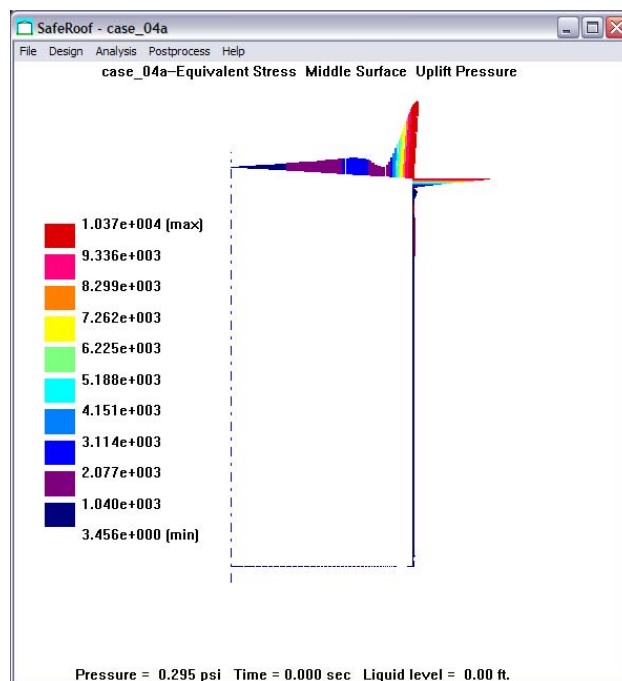 SafeRoof - case_04a
File Design Analysis Postprocess Help
case_04a-Equivalent Stress Middle Surface Uplift Pressure
1.037e+004 (max)
9.336e+003
8.299e+003
7.262e+003
6.225e+003
5.188e+003
4.151e+003
3.114e+003
2.077e+003
1.040e+003
3.456e+000 (min)
Pressure = 0.295 psi Time = 0.000 sec Liquid level = 0.00 ft.